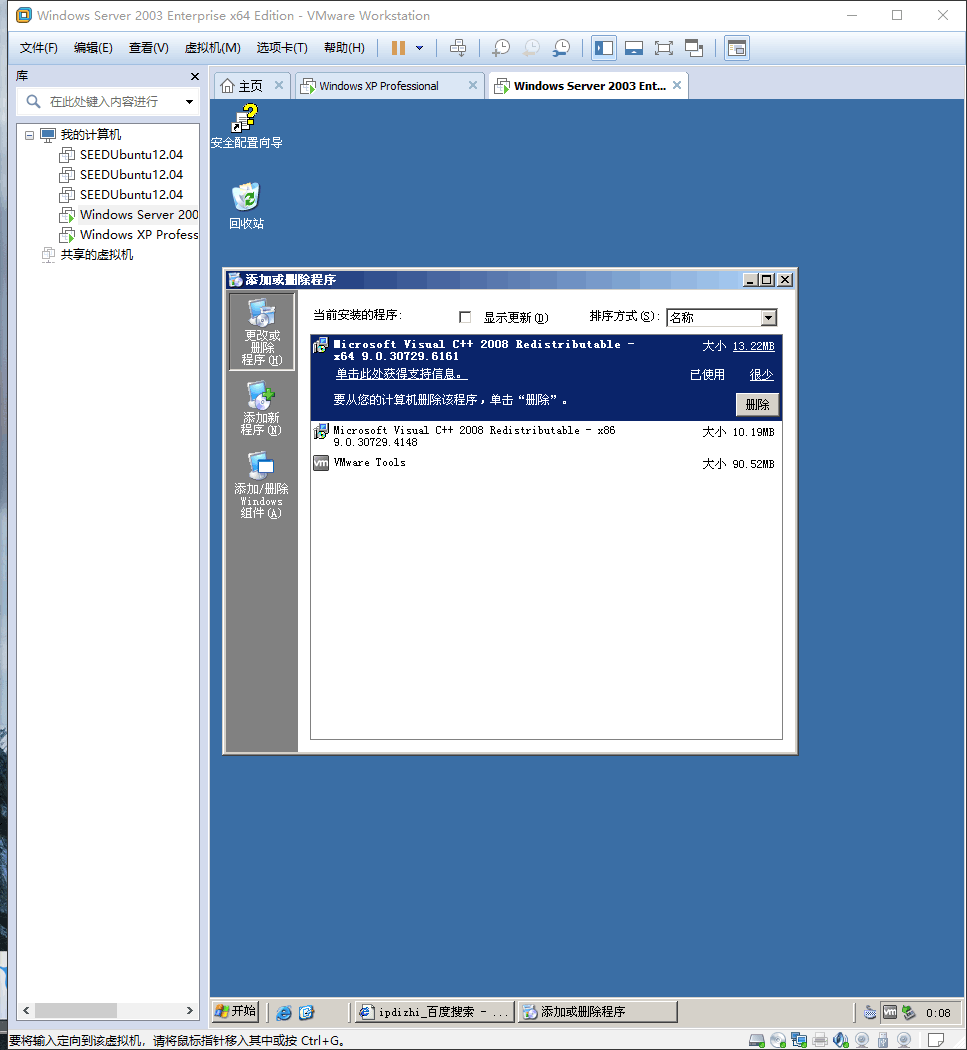 Windows Server 2003 Enterprise x64 Edition - VMware Workstation
文件(F) 编辑(E) 查看(V) 虚拟机(M) 选项卡(T) 帮助(H)
库
在此处键入内容进行
我的计算机
SEEDUbuntu12.04
SEEDUbuntu12.04
SEEDUbuntu12.04
Windows Server 200
Windows XP Profess
共享的虚拟机
主页 Windows XP Professional Windows Server 2003 Ent...
安全配置向导
回收站
添加或删除程序
更改或
删除
程序(H)
添加新
程序(N)
添加/删除
Windows
组件(A)
当前安装的程序: 显示更新(D) 排序方式(S): 名称
Microsoft Visual C++ 2008 Redistributable - 大小 13.22MB
x64 9.0.30729.6161
单击此处获得支持信息。 已使用 很少
要从您的计算机删除该程序，单击“删除”。 删除
Microsoft Visual C++ 2008 Redistributable - x86 大小 10.19MB
9.0.30729.4148
VMware Tools 大小 90.52MB
开始 ipdizhi_百度搜索 - ... 添加或删除程序 0:08
要将输入定向到该虚拟机，请将鼠标指针移入其中或按 Ctrl+G。